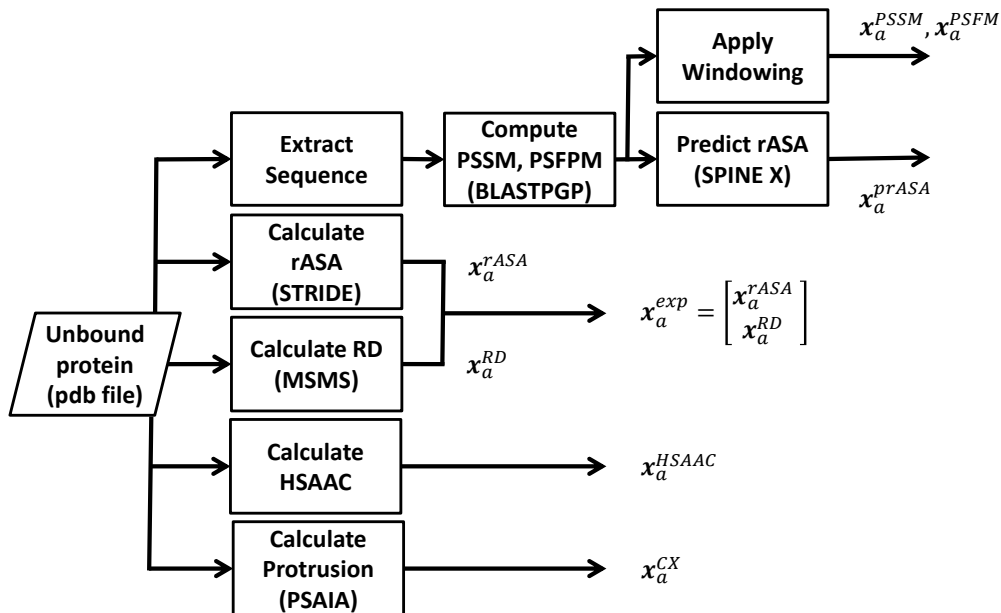 Unbound
protein
(pdb file)
Extract
Sequence
Compute
PSSM, PSFPM
(BLASTPGP)
Apply
Windowing
x_a^{PSSM}, x_a^{PSFM}
Predict rASA
(SPINE X)
x_a^{prASA}
Calculate
rASA
(STRIDE)
x_a^{rASA}
Calculate RD
(MSMS)
x_a^{RD}
x_a^{exp} = [x_a^{rASA}
x_a^{RD}]
Calculate
HSAAC
x_a^{HSAAC}
Calculate
Protrusion
(PSAIA)
x_a^{CX}